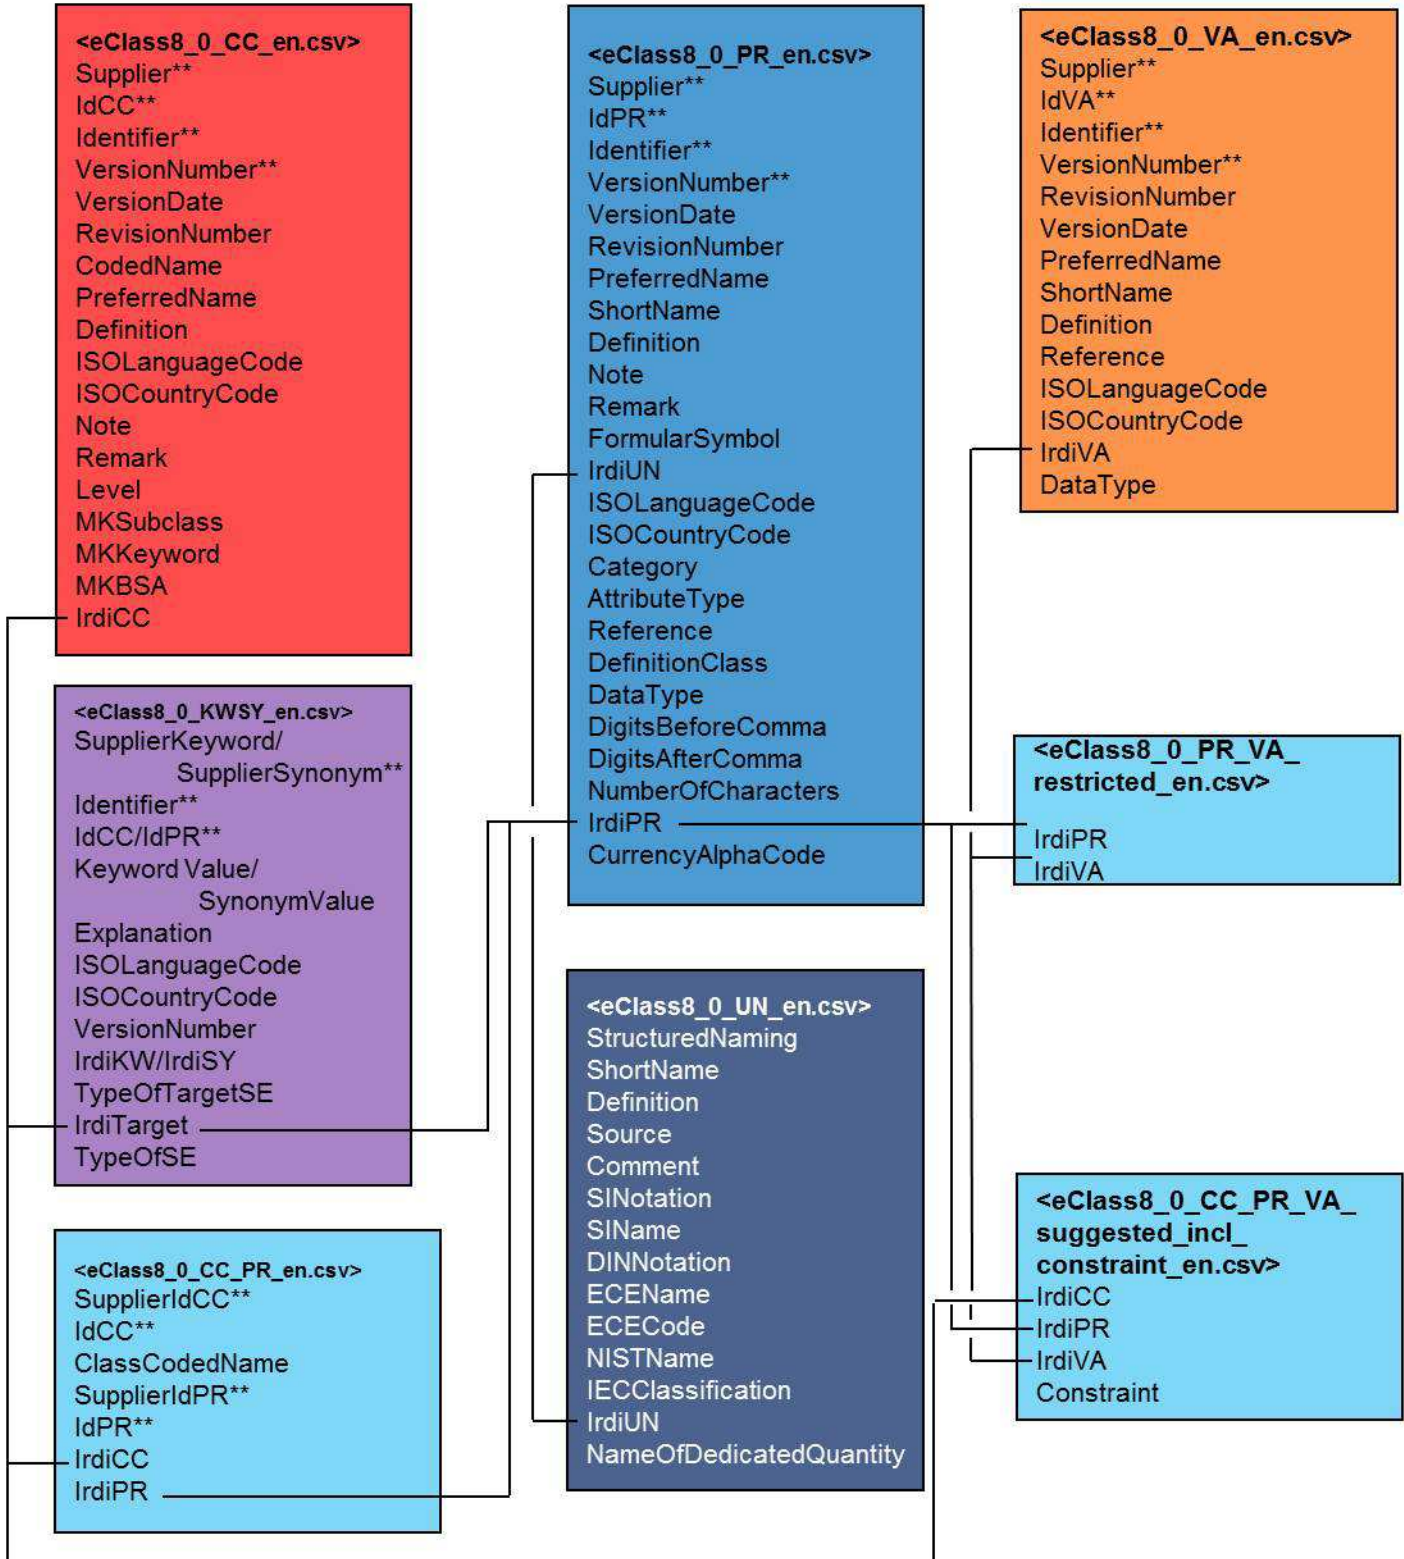 <eClass8_0_CC_en.csv>
Supplier**
IdCC**
Identifier**
VersionNumber**
VersionDate
RevisionNumber
CodedName
PreferredName
Definition
ISOLanguageCode
ISOCountryCode
Note
Remark
Level
MKSubclass
MKKeyword
MKBSA
IrdiCC
<eClass8_0_KWSY_en.csv>
SupplierKeyword/
SupplierSynonym**
Identifier**
IdCC/IdPR**
Keyword Value/
SynonymValue
Explanation
ISOLanguageCode
ISOCountryCode
VersionNumber
IrdiKW/IrdiSY
TypeOfTargetSE
IrdiTarget
TypeOfSE
<eClass8_0_CC_PR_en.csv>
SupplierIdCC**
IdCC**
ClassCodedName
SupplierIdPR**
IdPR**
IrdiCC
IrdiPR
<eClass8_0_PR_en.csv>
Supplier**
IdPR**
Identifier**
VersionNumber**
VersionDate
RevisionNumber
PreferredName
ShortName
Definition
Note
Remark
FormularSymbol
IrdiUN
ISOLanguageCode
ISOCountryCode
Category
AttributeType
Reference
DefinitionClass
DataType
DigitsBeforeComma
DigitsAfterComma
NumberOfCharacters
IrdiPR
CurrencyAlphaCode
<eClass8_0_UN_en.csv>
StructuredNaming
ShortName
Definition
Source
Comment
SINotation
SIName
DINNotation
ECEName
ECECode
NISTName
IECClassification
IrdiUN
NameOfDedicatedQuantity
<eClass8_0_VA_en.csv>
Supplier**
IdVA**
Identifier**
VersionNumber**
RevisionNumber
VersionDate
PreferredName
ShortName
Definition
Reference
ISOLanguageCode
ISOCountryCode
IrdiVA
DataType
<eClass8_0_PR_VA_
restricted_en.csv>
IrdiPR
IrdiVA
<eClass8_0_CC_PR_VA_
suggested_incl_
constraint_en.csv>
IrdiCC
IrdiPR
IrdiVA
Constraint